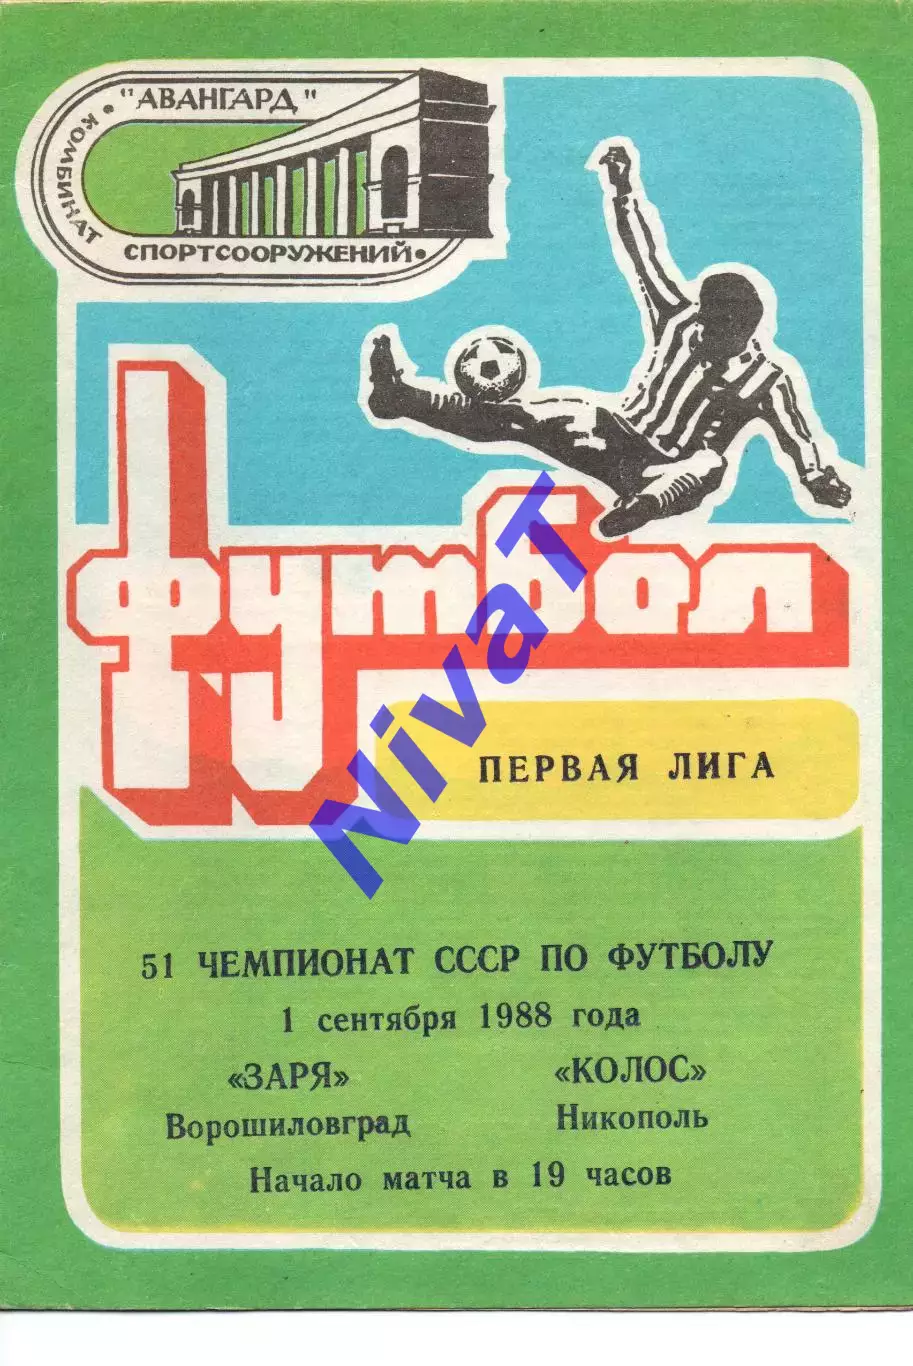 "АВАНГАРД"
• КОМБИНАТ
СПОРТСООРУЖЕНИЙ •
футбол
NivaT
ПЕРВАЯ ЛИГА
51 ЧЕМПИОНАТ СССР ПО ФУТБОЛУ
1 сентября 1988 года
«ЗАРЯ» «КОЛОС»
Ворошиловград Никополь
Начало матча в 19 часов